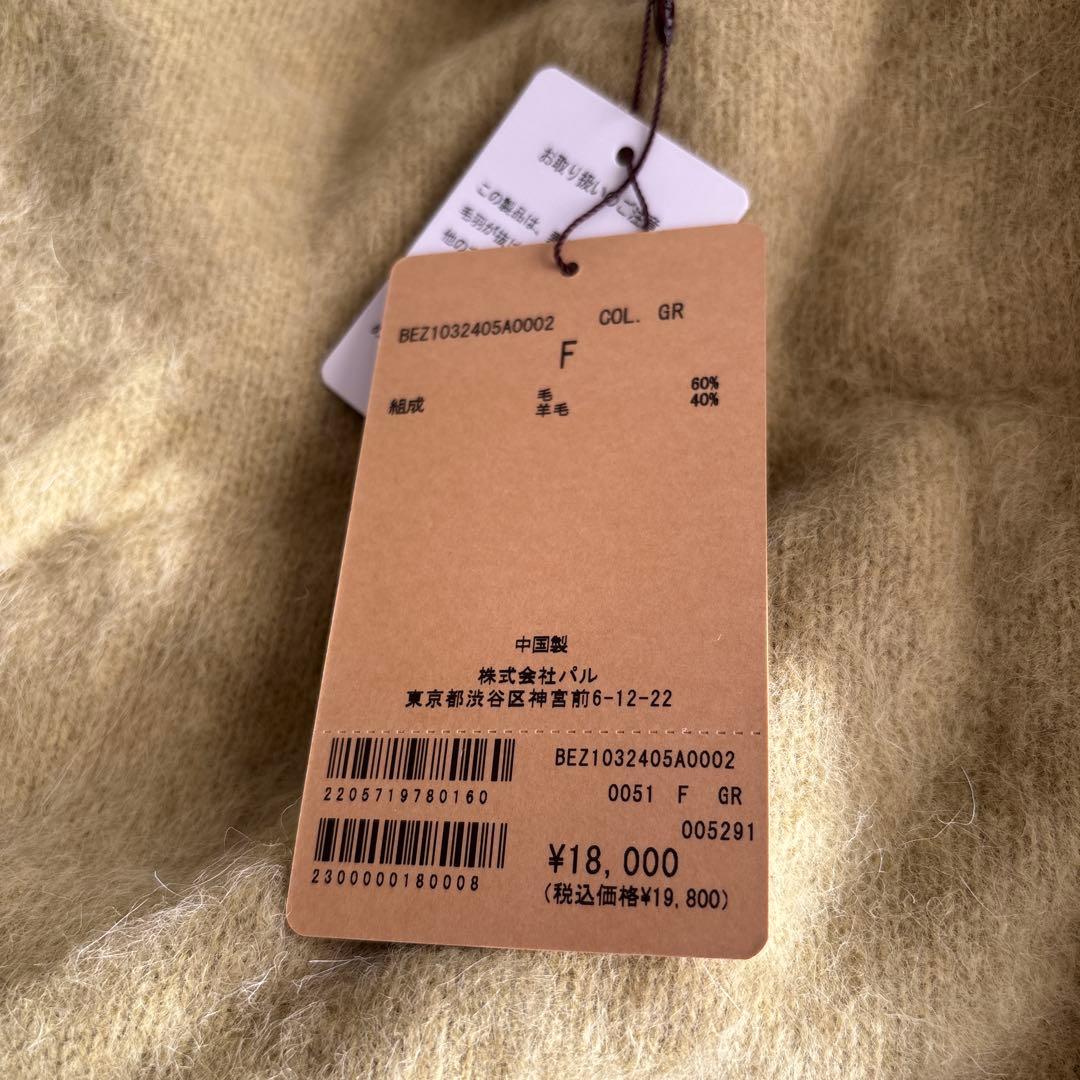 お取り扱いのご注意
この製品は、
毛羽が抜け
他の
BEZ1032405A0002 COL. GR
F
組成 毛 60%
羊毛 40%
中国製
株式会社パル
東京都渋谷区神宮前6-12-22
BEZ1032405A0002
2205719780160 0051 F GR
005291
2300000180008 ¥18,000
(税込価格¥19,800)